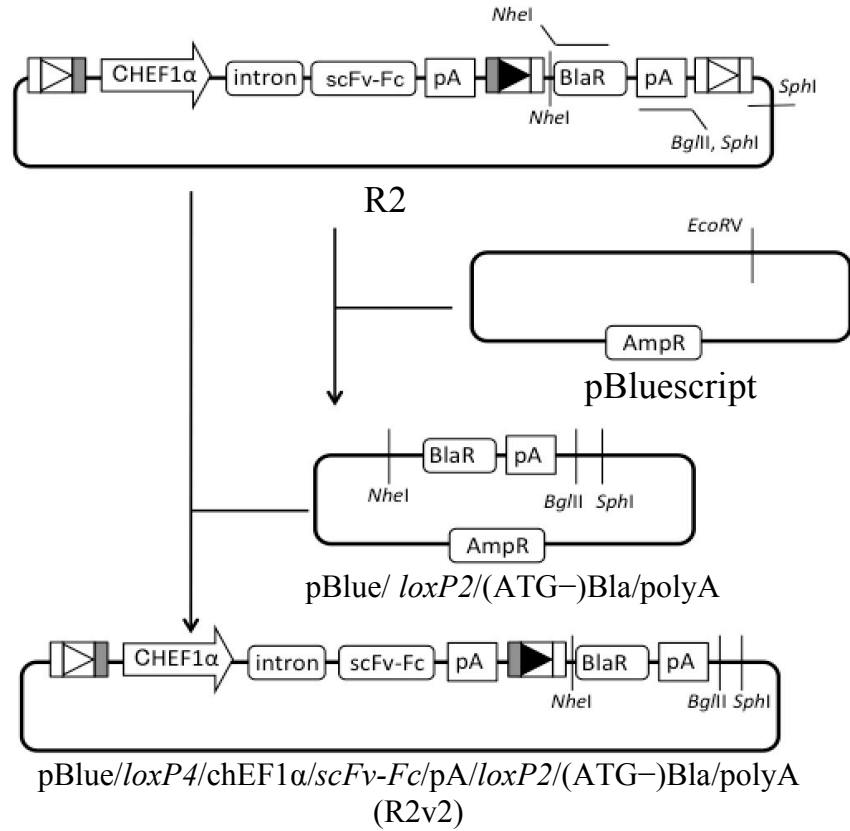 NheI
CHEF1α
intron
scFv-Fc
pA
BlaR
pA
SphI
NheI
BglII, SphI
R2
EcoRV
AmpR
pBluescript
BlaR
pA
NheI
BglII
SphI
AmpR
pBlue/ loxP2/(ATG−)Bla/polyA
CHEF1α
intron
scFv-Fc
pA
BlaR
pA
NheI
BglII
SphI
pBlue/loxP4/chEF1α/scFv-Fc/pA/loxP2/(ATG−)Bla/polyA
(R2v2)